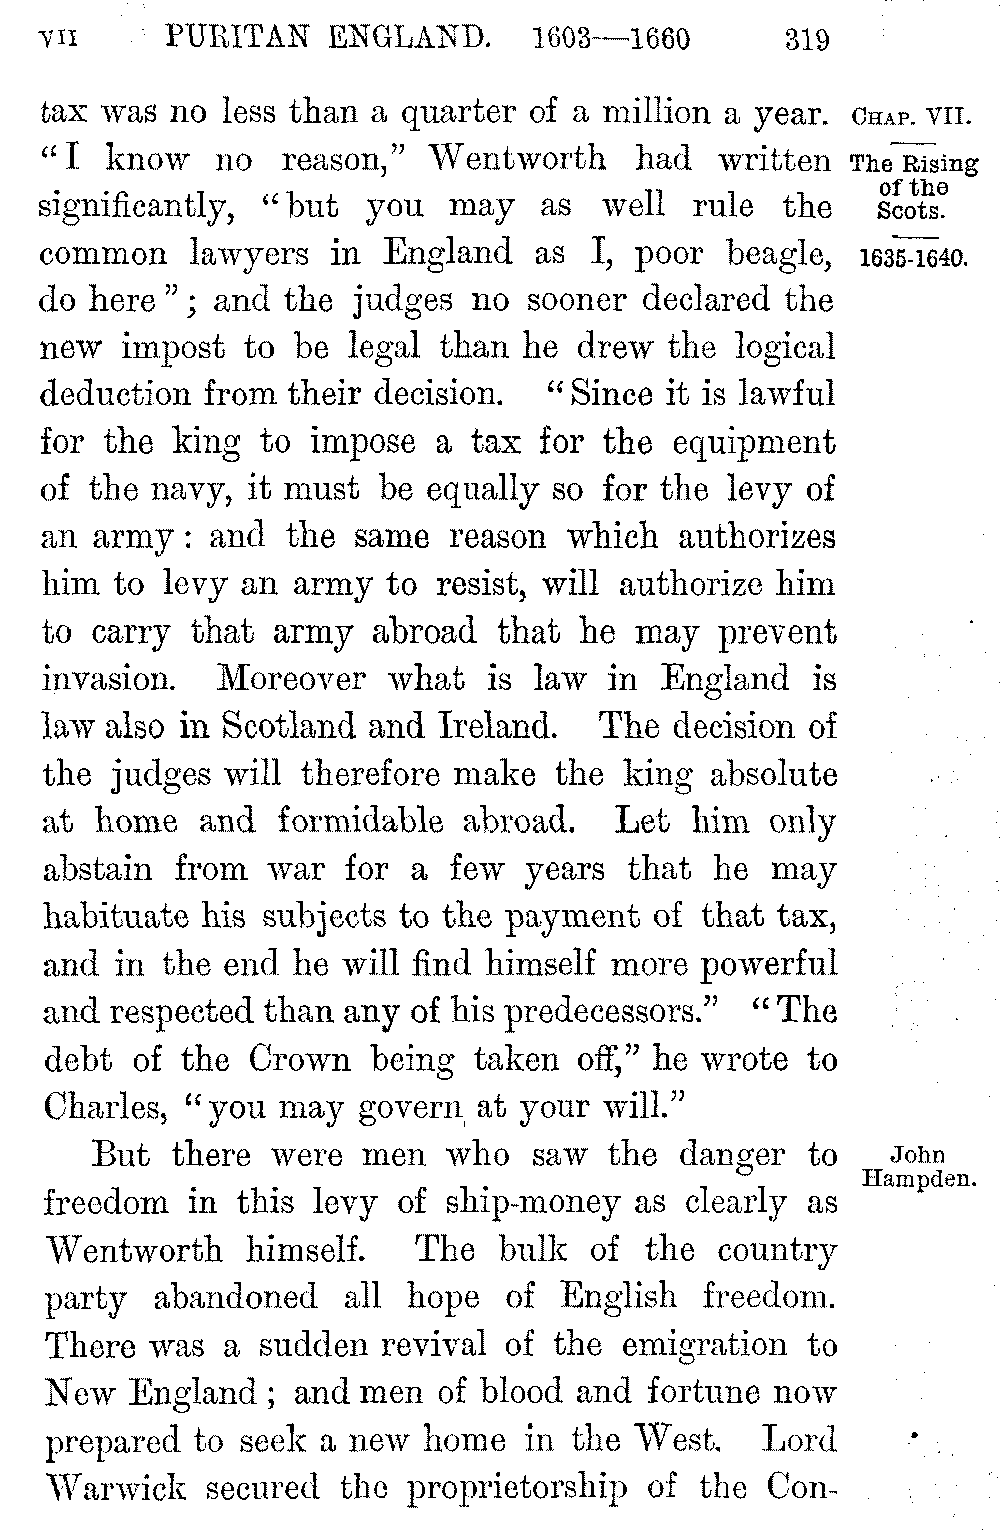 VII PURITAN ENGLAND. 1603—1660 319
tax was no less than a quarter of a million a year.
"I know no reason," Wentworth had written
significantly, "but you may as well rule the
common lawyers in England as I, poor beagle,
do here"; and the judges no sooner declared the
new impost to be legal than he drew the logical
deduction from their decision. "Since it is lawful
for the king to impose a tax for the equipment
of the navy, it must be equally so for the levy of
an army: and the same reason which authorizes
him to levy an army to resist, will authorize him
to carry that army abroad that he may prevent
invasion. Moreover what is law in England is
law also in Scotland and Ireland. The decision of
the judges will therefore make the king absolute
at home and formidable abroad. Let him only
abstain from war for a few years that he may
habituate his subjects to the payment of that tax,
and in the end he will find himself more powerful
and respected than any of his predecessors." "The
debt of the Crown being taken off," he wrote to
Charles, "you may govern at your will."
But there were men who saw the danger to
freedom in this levy of ship-money as clearly as
Wentworth himself. The bulk of the country
party abandoned all hope of English freedom.
There was a sudden revival of the emigration to
New England; and men of blood and fortune now
prepared to seek a new home in the West. Lord
Warwick secured the proprietorship of the Con-
CHAP. VII.
The Rising
of the
Scots.
1635-1640.
John
Hampden.